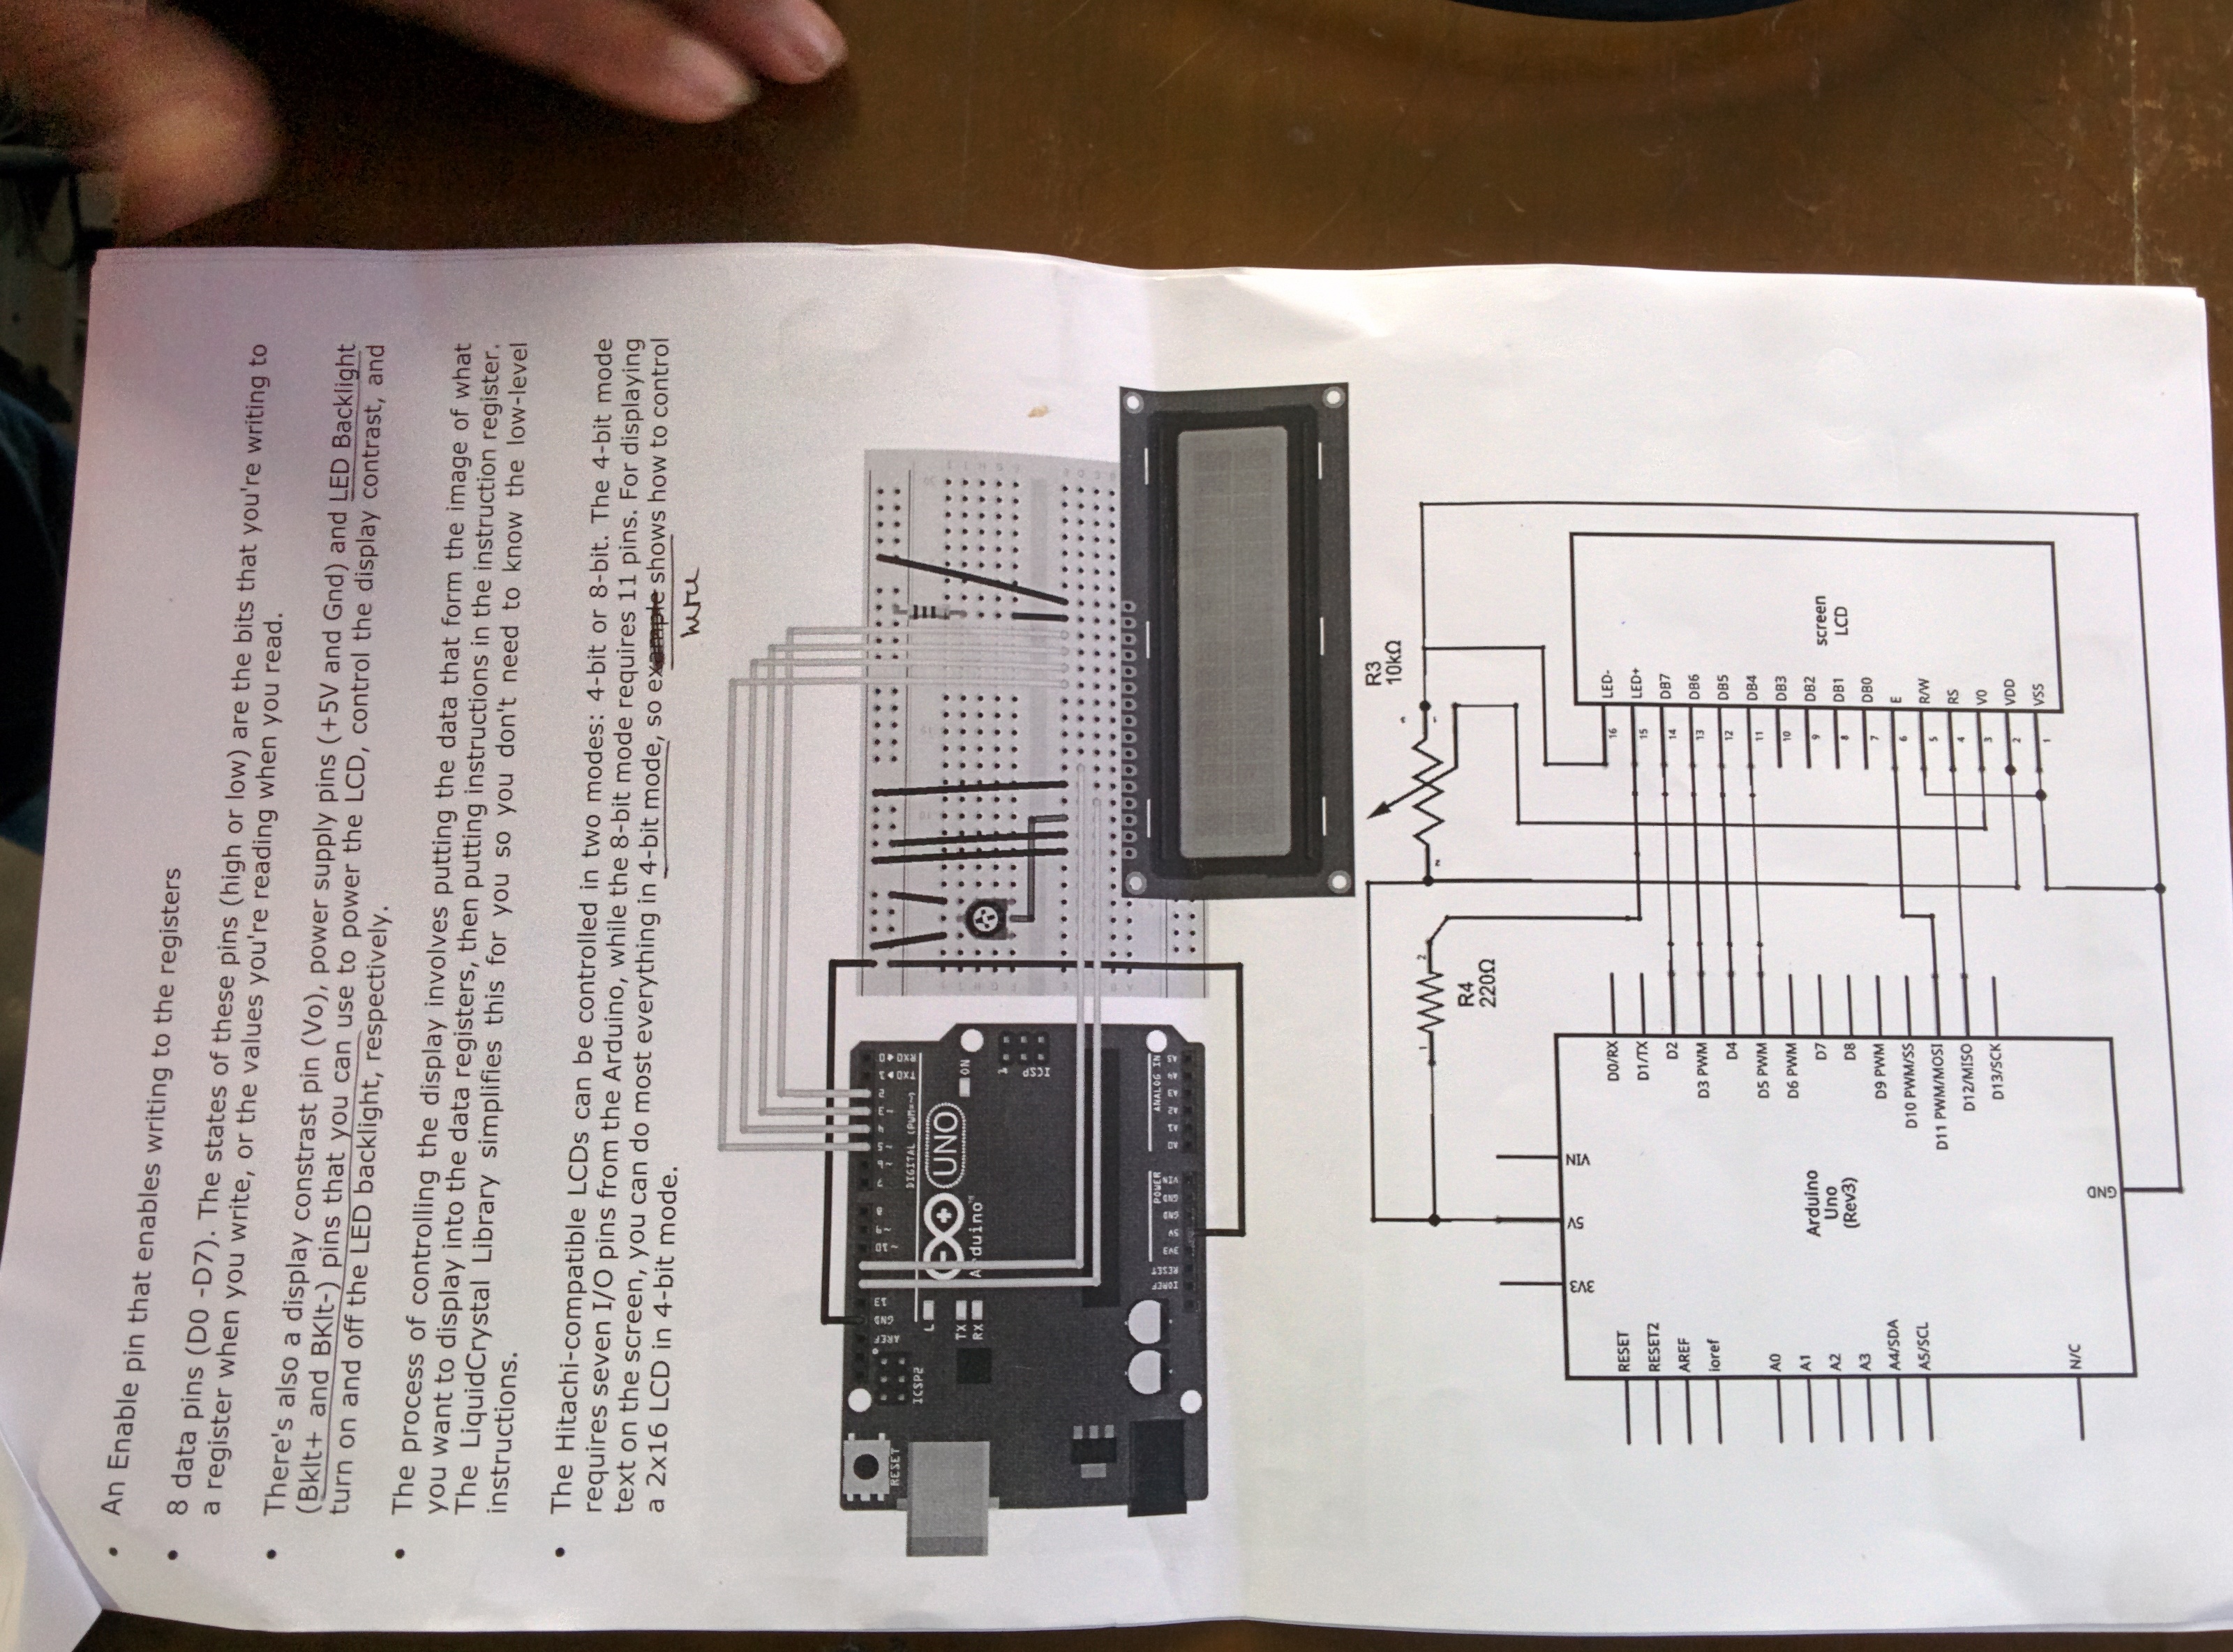 • An Enable pin that enables writing to the registers
• 8 data pins (D0 -D7). The states of these pins (high or low) are the bits that you're writing to
a register when you write, or the values you're reading when you read.
• There's also a display constrast pin (Vo), power supply pins (+5V and Gnd) and LED Backlight
(Bklt+ and BKlt-) pins that you can use to power the LCD, control the display contrast, and
turn on and off the LED backlight, respectively.
• The process of controlling the display involves putting the data that form the image of what
you want to display into the data registers, then putting instructions in the instruction register.
The LiquidCrystal Library simplifies this for you so you don't need to know the low-level
instructions.
• The Hitachi-compatible LCDs can be controlled in two modes: 4-bit or 8-bit. The 4-bit mode
requires seven I/O pins from the Arduino, while the 8-bit mode requires 11 pins. For displaying
text on the screen, you can do most everything in 4-bit mode, so example shows how to control
here
a 2x16 LCD in 4-bit mode.
RESET
ICSP2
AREF
GND
13
~10
~9
8
7
~6
~5
4
~3
2
TXD▶1
RXD◀0
DIGITAL (PWM=~)
L
TX
RX
UNO
Arduino™
ON
1
ICSP
IOREF
RESET
3V3
5V
GND
GND
VIN
POWER
ANALOG IN
A0
A1
A2
A3
A4
A5
R3
10kΩ
1 2
R4
220Ω
2 1
3V3
5V
VIN
RESET
RESET2
AREF
ioref
A0
A1
A2
A3
A4/SDA
A5/SCL
N/C
Arduino
Uno
(Rev3)
GND
D0/RX
D1/TX
D2
D3 PWM
D4
D5 PWM
D6 PWM
D7
D8
D9 PWM
D10 PWM/SS
D11 PWM/MOSI
D12/MISO
D13/SCK
16 LED-
15 LED+
14 DB7
13 DB6
12 DB5
11 DB4
10 DB3
9 DB2
8 DB1
7 DB0
6 E
5 R/W
4 RS
3 V0
2 VDD
1 VSS
screen
LCD